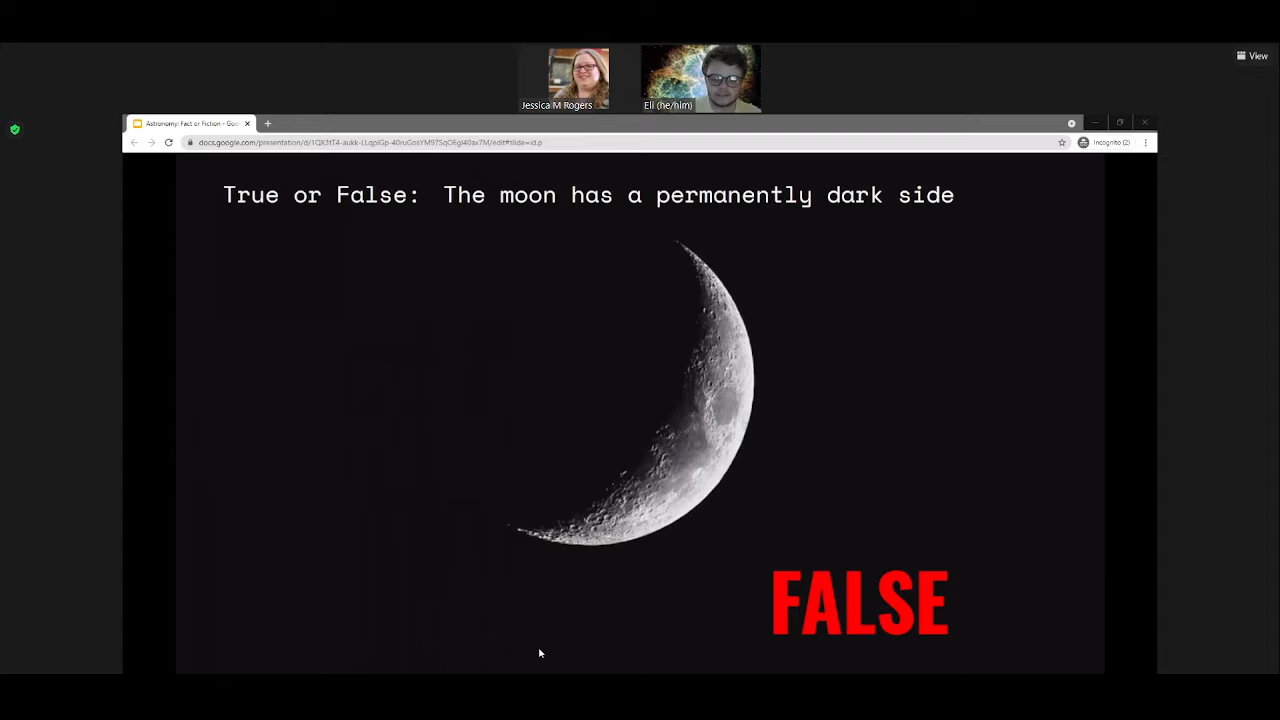 View
Jessica M Rogers
Eli (he/him)
Astronomy: Fact or Fiction - Goo
Incognito (2)
True or False: The moon has a permanently dark side
FALSE